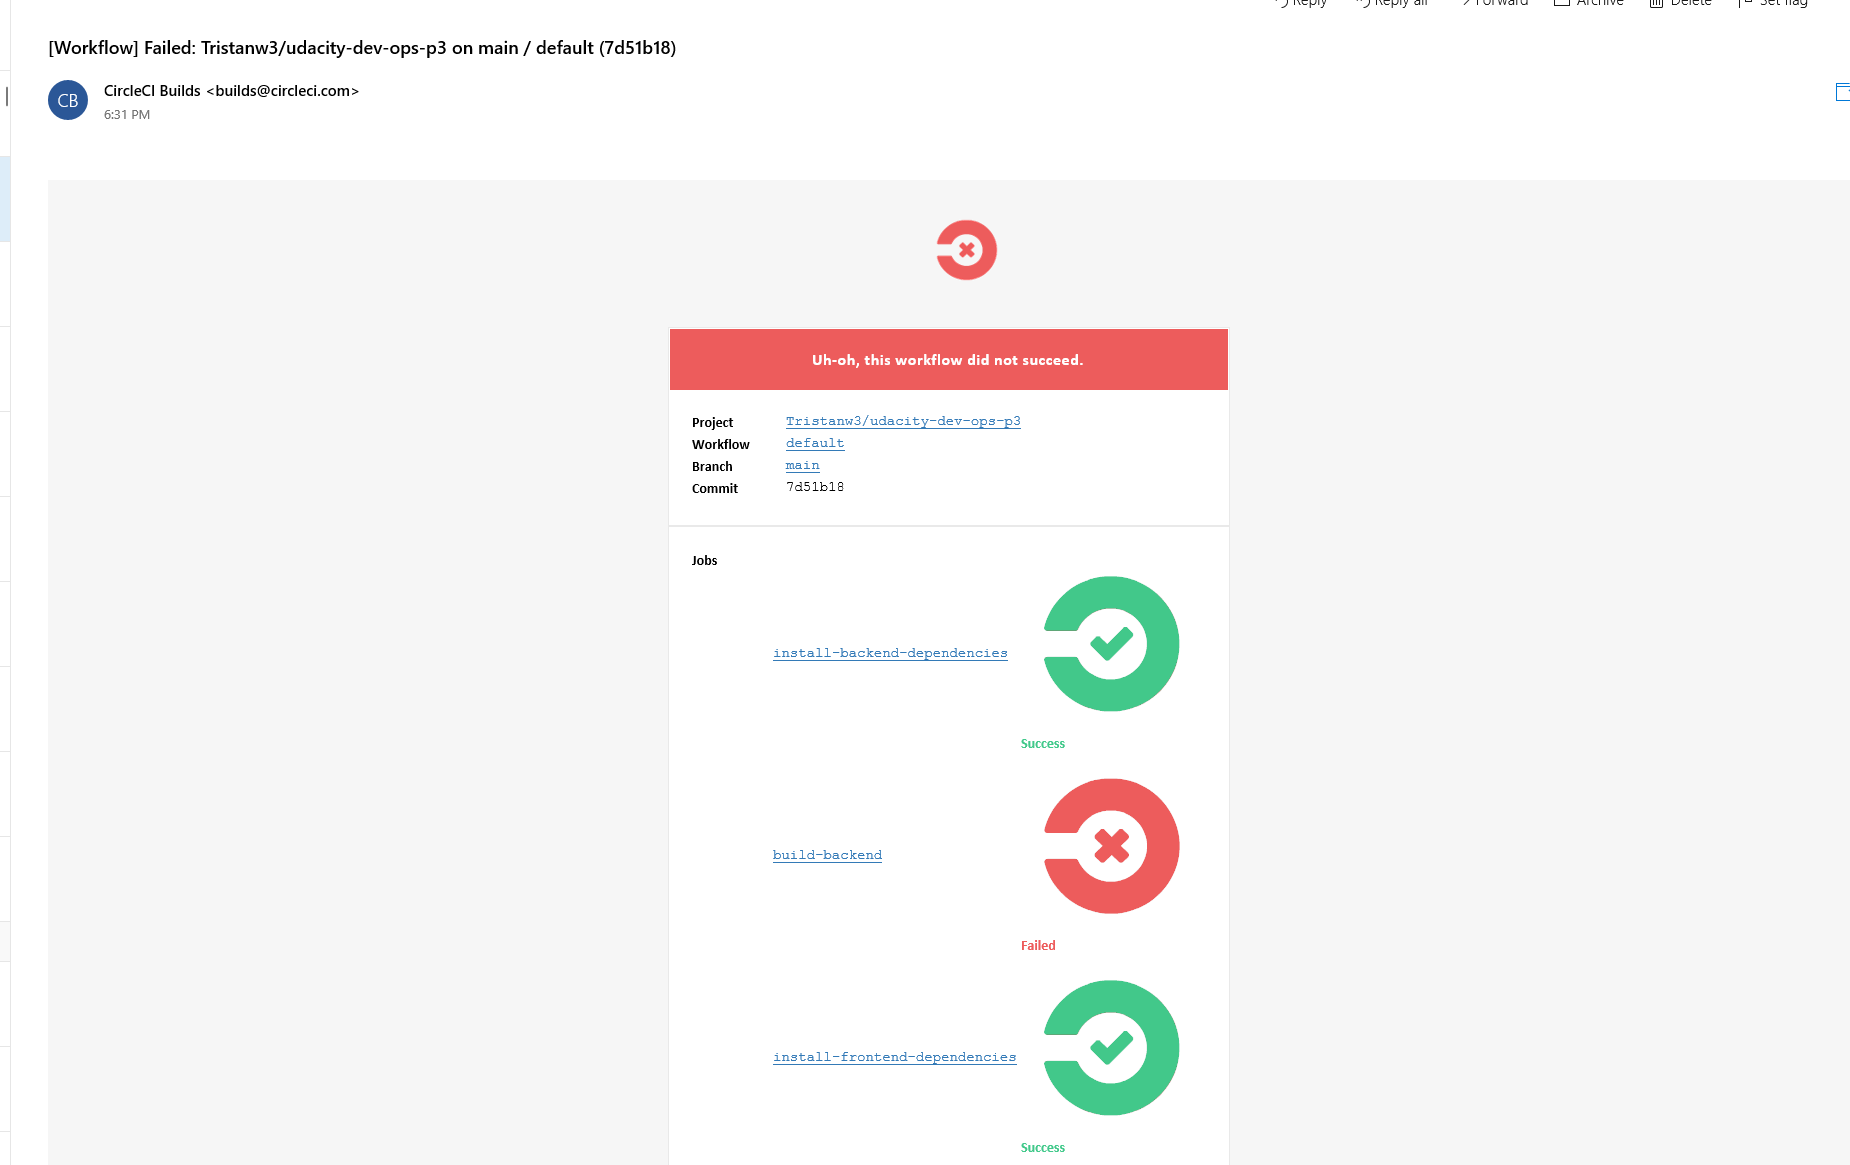 Reply Reply all Forward Archive Delete Set flag
[Workflow] Failed: Tristanw3/udacity-dev-ops-p3 on main / default (7d51b18)
CB
CircleCI Builds <builds@circleci.com>
6:31 PM
Uh-oh, this workflow did not succeed.
Project Tristanw3/udacity-dev-ops-p3
Workflow default
Branch main
Commit 7d51b18
Jobs
install-backend-dependencies
Success
build-backend
Failed
install-frontend-dependencies
Success